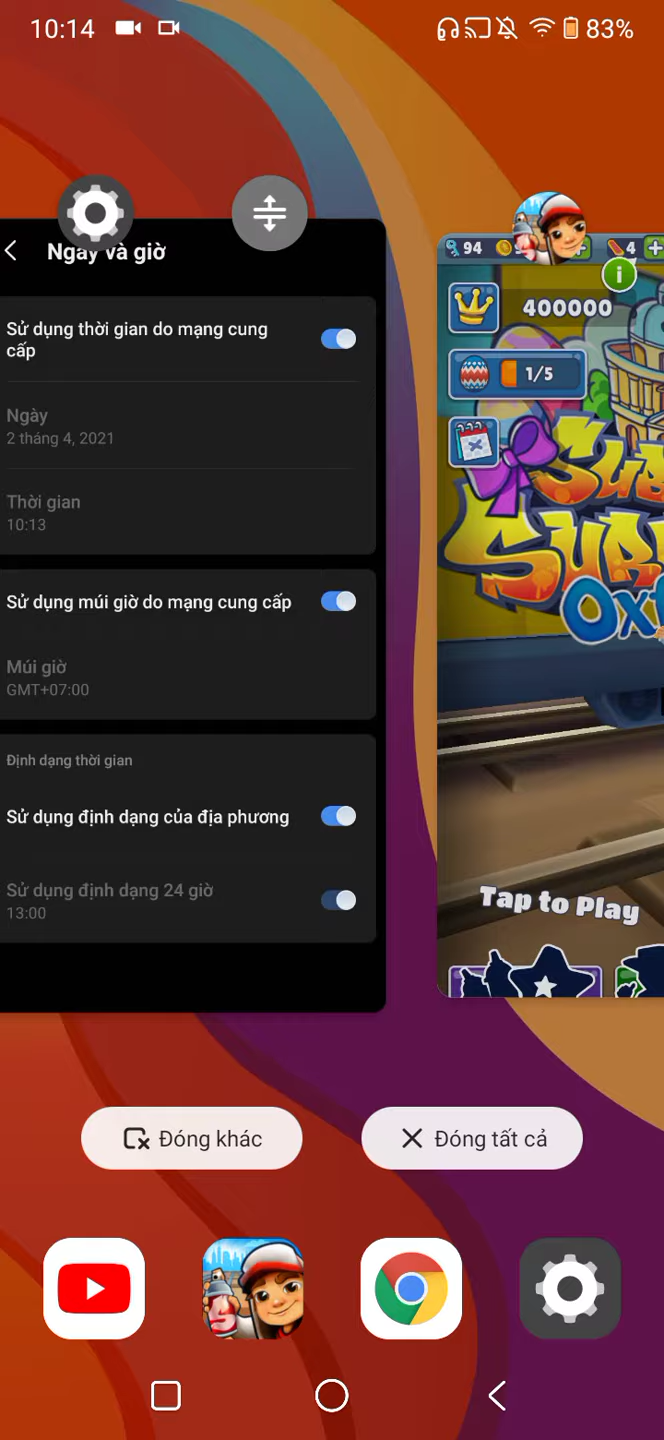 10:14
83%
Ngày và giờ
Sử dụng thời gian do mạng cung
cấp
Ngày
2 tháng 4, 2021
Thời gian
10:13
Sử dụng múi giờ do mạng cung cấp
Múi giờ
GMT+07:00
Định dạng thời gian
Sử dụng định dạng của địa phương
Sử dụng định dạng 24 giờ
13:00
94
4
400000
1/5
Tap to Play
Đóng khác
Đóng tất cả